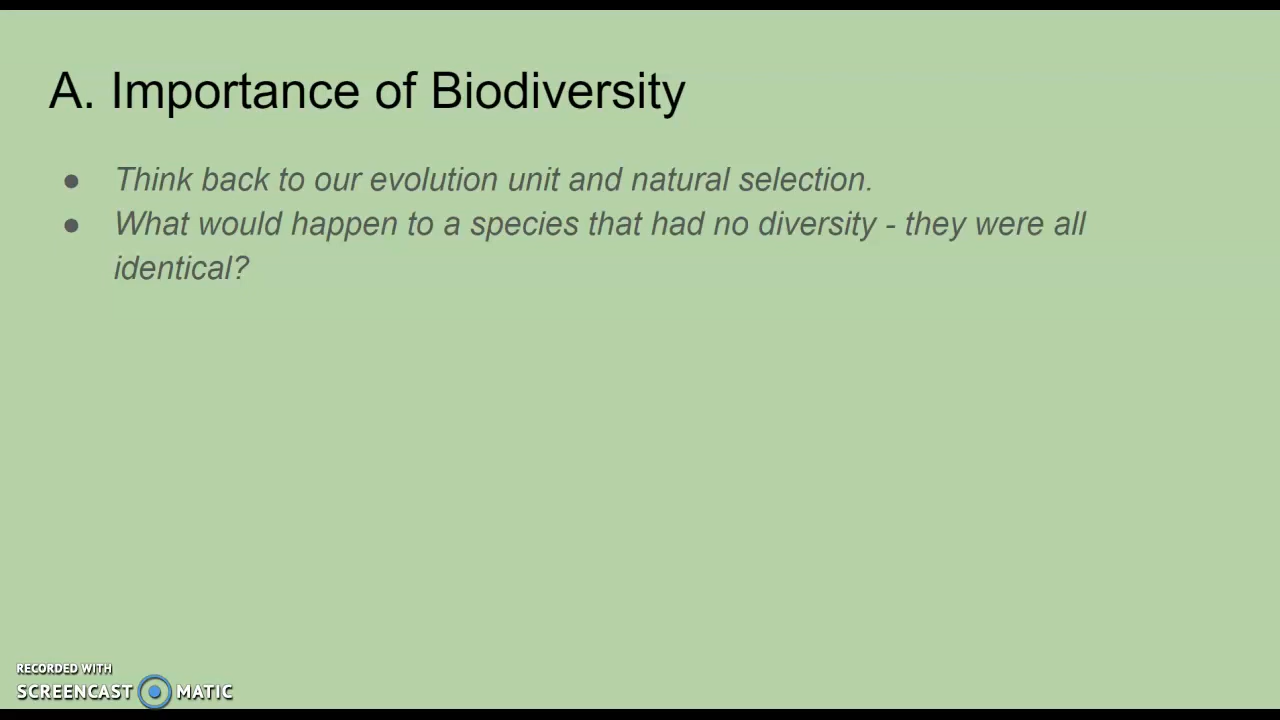 A. Importance of Biodiversity
● Think back to our evolution unit and natural selection.
● What would happen to a species that had no diversity - they were all
identical?
RECORDED WITH
SCREENCAST MATIC